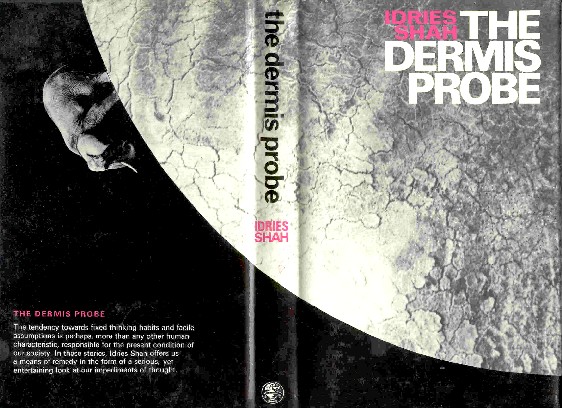 THE DERMIS PROBE
The tendency towards fixed thinking habits and facile
assumptions is perhaps, more than any other human
characteristic, responsible for the present condition of
our society. In these stories, Idries Shah offers us
a means of remedy in the form of a serious, yet
entertaining look at our impediments of thought.
the dermis probe
IDRIES
SHAH
IDRIES
SHAH
THE
DERMIS
PROBE